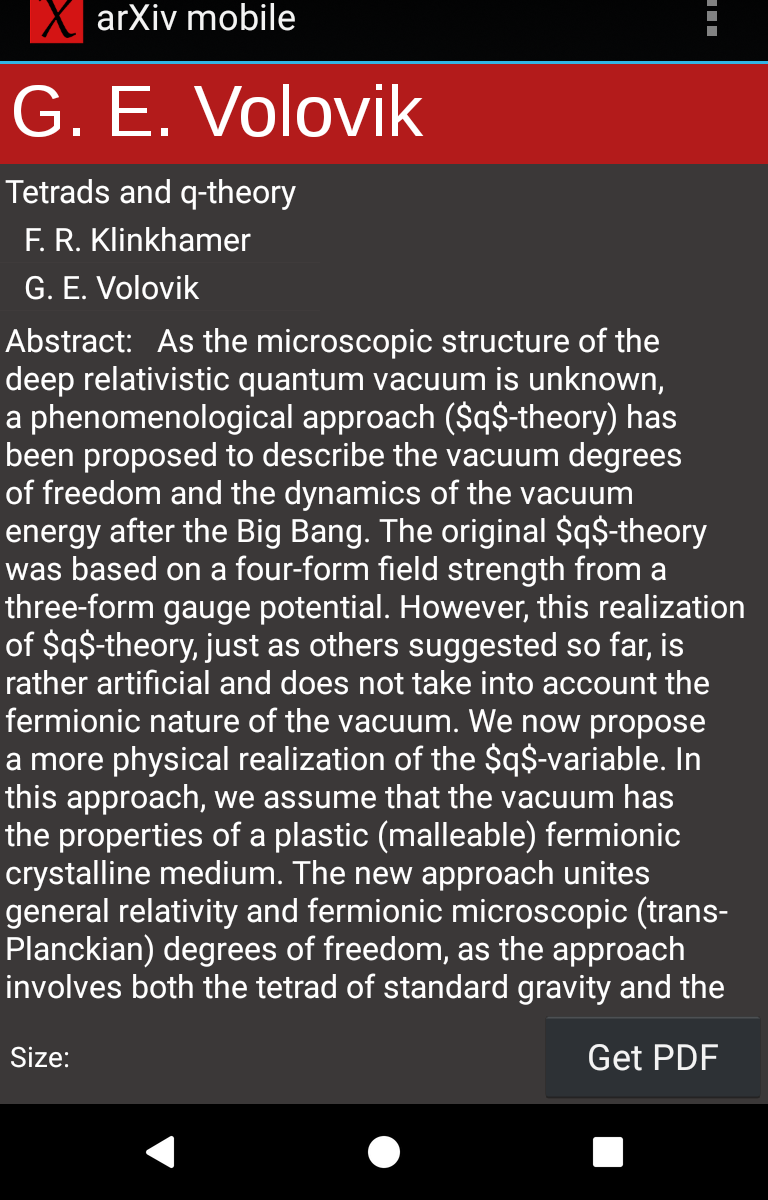 arXiv mobile
G. E. Volovik
Tetrads and q-theory
F. R. Klinkhamer
G. E. Volovik
Abstract:   As the microscopic structure of the
deep relativistic quantum vacuum is unknown,
a phenomenological approach ($q$-theory) has
been proposed to describe the vacuum degrees
of freedom and the dynamics of the vacuum
energy after the Big Bang. The original $q$-theory
was based on a four-form field strength from a
three-form gauge potential. However, this realization
of $q$-theory, just as others suggested so far, is
rather artificial and does not take into account the
fermionic nature of the vacuum. We now propose
a more physical realization of the $q$-variable. In
this approach, we assume that the vacuum has
the properties of a plastic (malleable) fermionic
crystalline medium. The new approach unites
general relativity and fermionic microscopic (trans-
Planckian) degrees of freedom, as the approach
involves both the tetrad of standard gravity and the
Size:
Get PDF